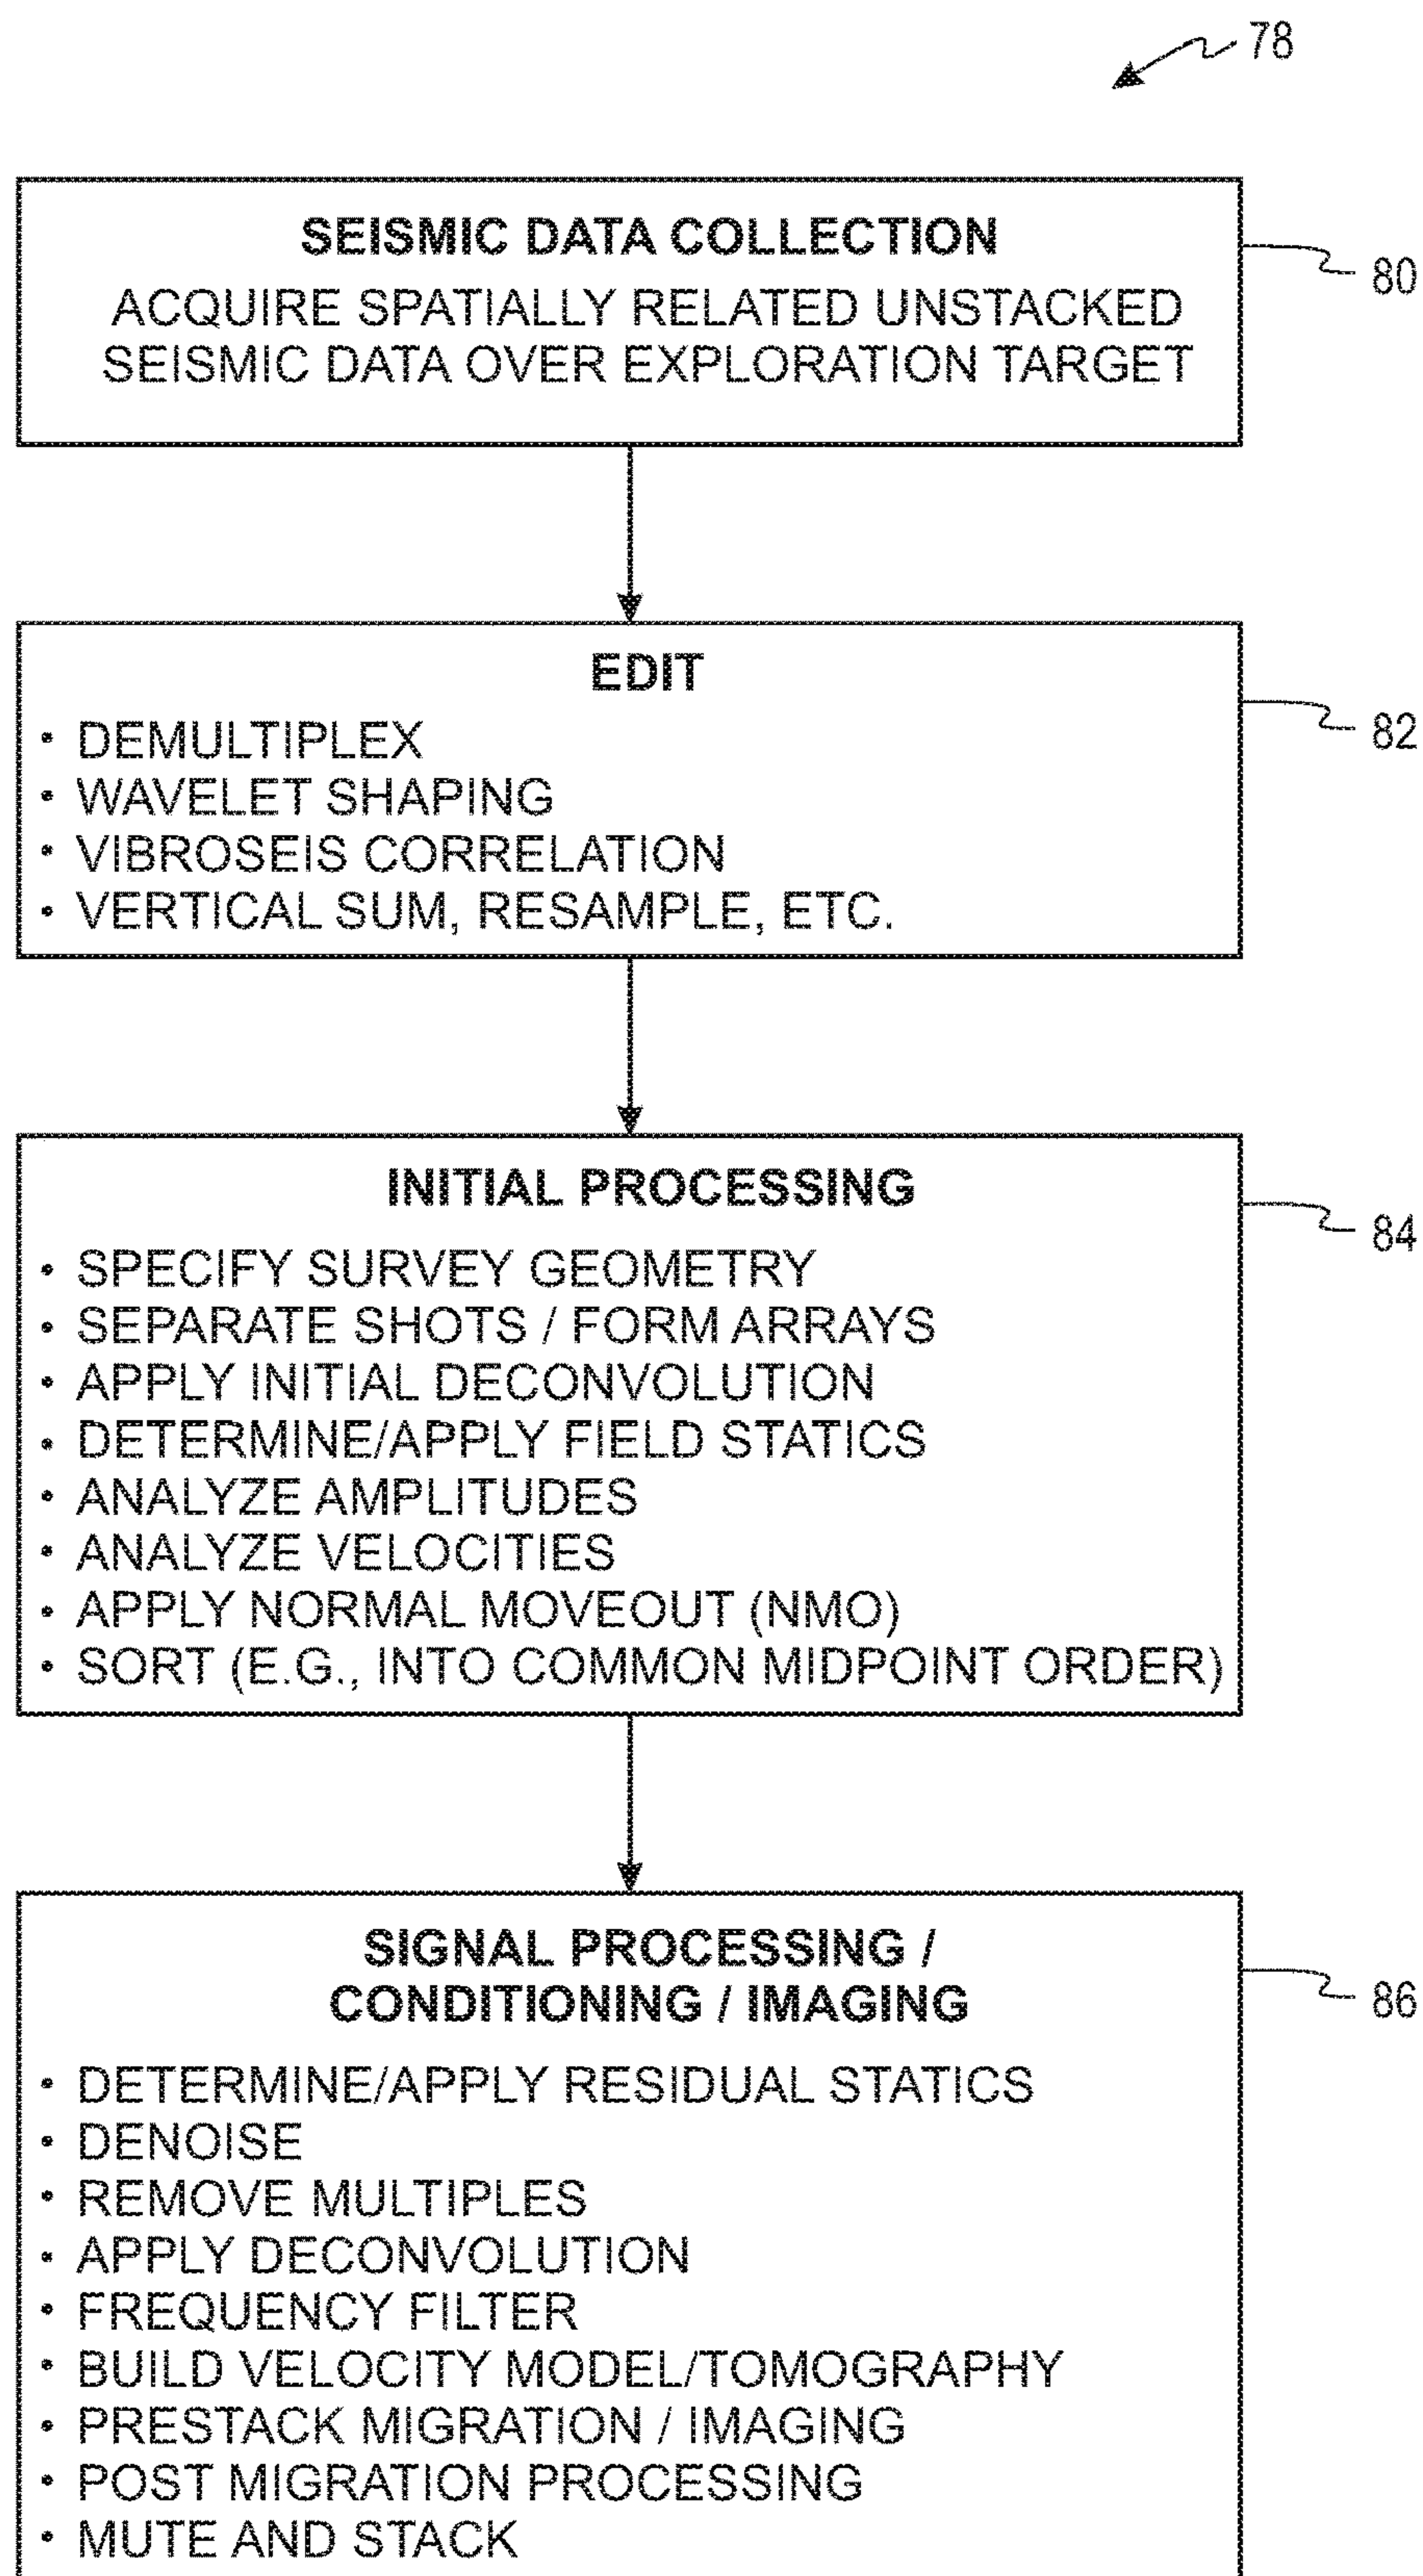 78
SEISMIC DATA COLLECTION
80
ACQUIRE SPATIALLY RELATED UNSTACKED
SEISMIC DATA OVER EXPLORATION TARGET
EDIT
82
• DEMULTIPLEX
• WAVELET SHAPING
• VIBROSEIS CORRELATION
• VERTICAL SUM, RESAMPLE, ETC.
INITIAL PROCESSING
84
• SPECIFY SURVEY GEOMETRY
• SEPARATE SHOTS / FORM ARRAYS
• APPLY INITIAL DECONVOLUTION
• DETERMINE/APPLY FIELD STATICS
• ANALYZE AMPLITUDES
• ANALYZE VELOCITIES
• APPLY NORMAL MOVEOUT (NMO)
• SORT (E.G., INTO COMMON MIDPOINT ORDER)
SIGNAL PROCESSING /
CONDITIONING / IMAGING
86
• DETERMINE/APPLY RESIDUAL STATICS
• DENOISE
• REMOVE MULTIPLES
• APPLY DECONVOLUTION
• FREQUENCY FILTER
• BUILD VELOCITY MODEL/TOMOGRAPHY
• PRESTACK MIGRATION / IMAGING
• POST MIGRATION PROCESSING
• MUTE AND STACK